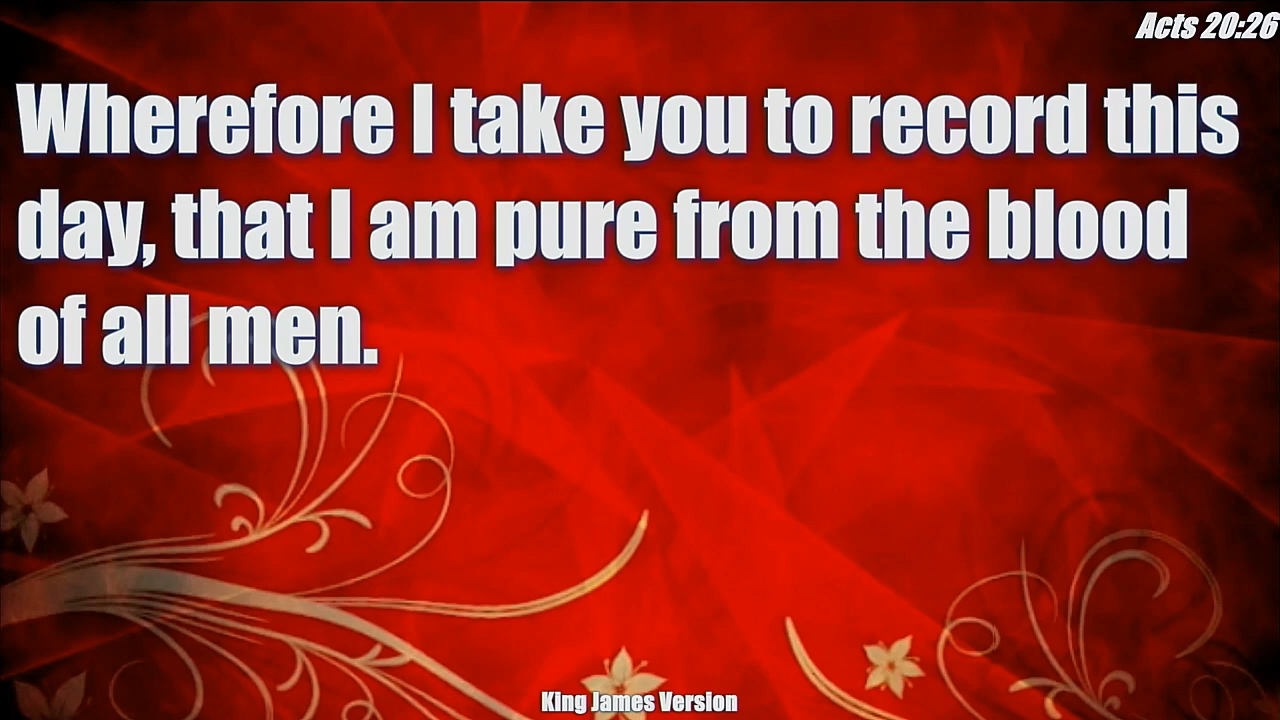 Acts 20:26
Wherefore I take you to record this
day, that I am pure from the blood
of all men.
King James Version